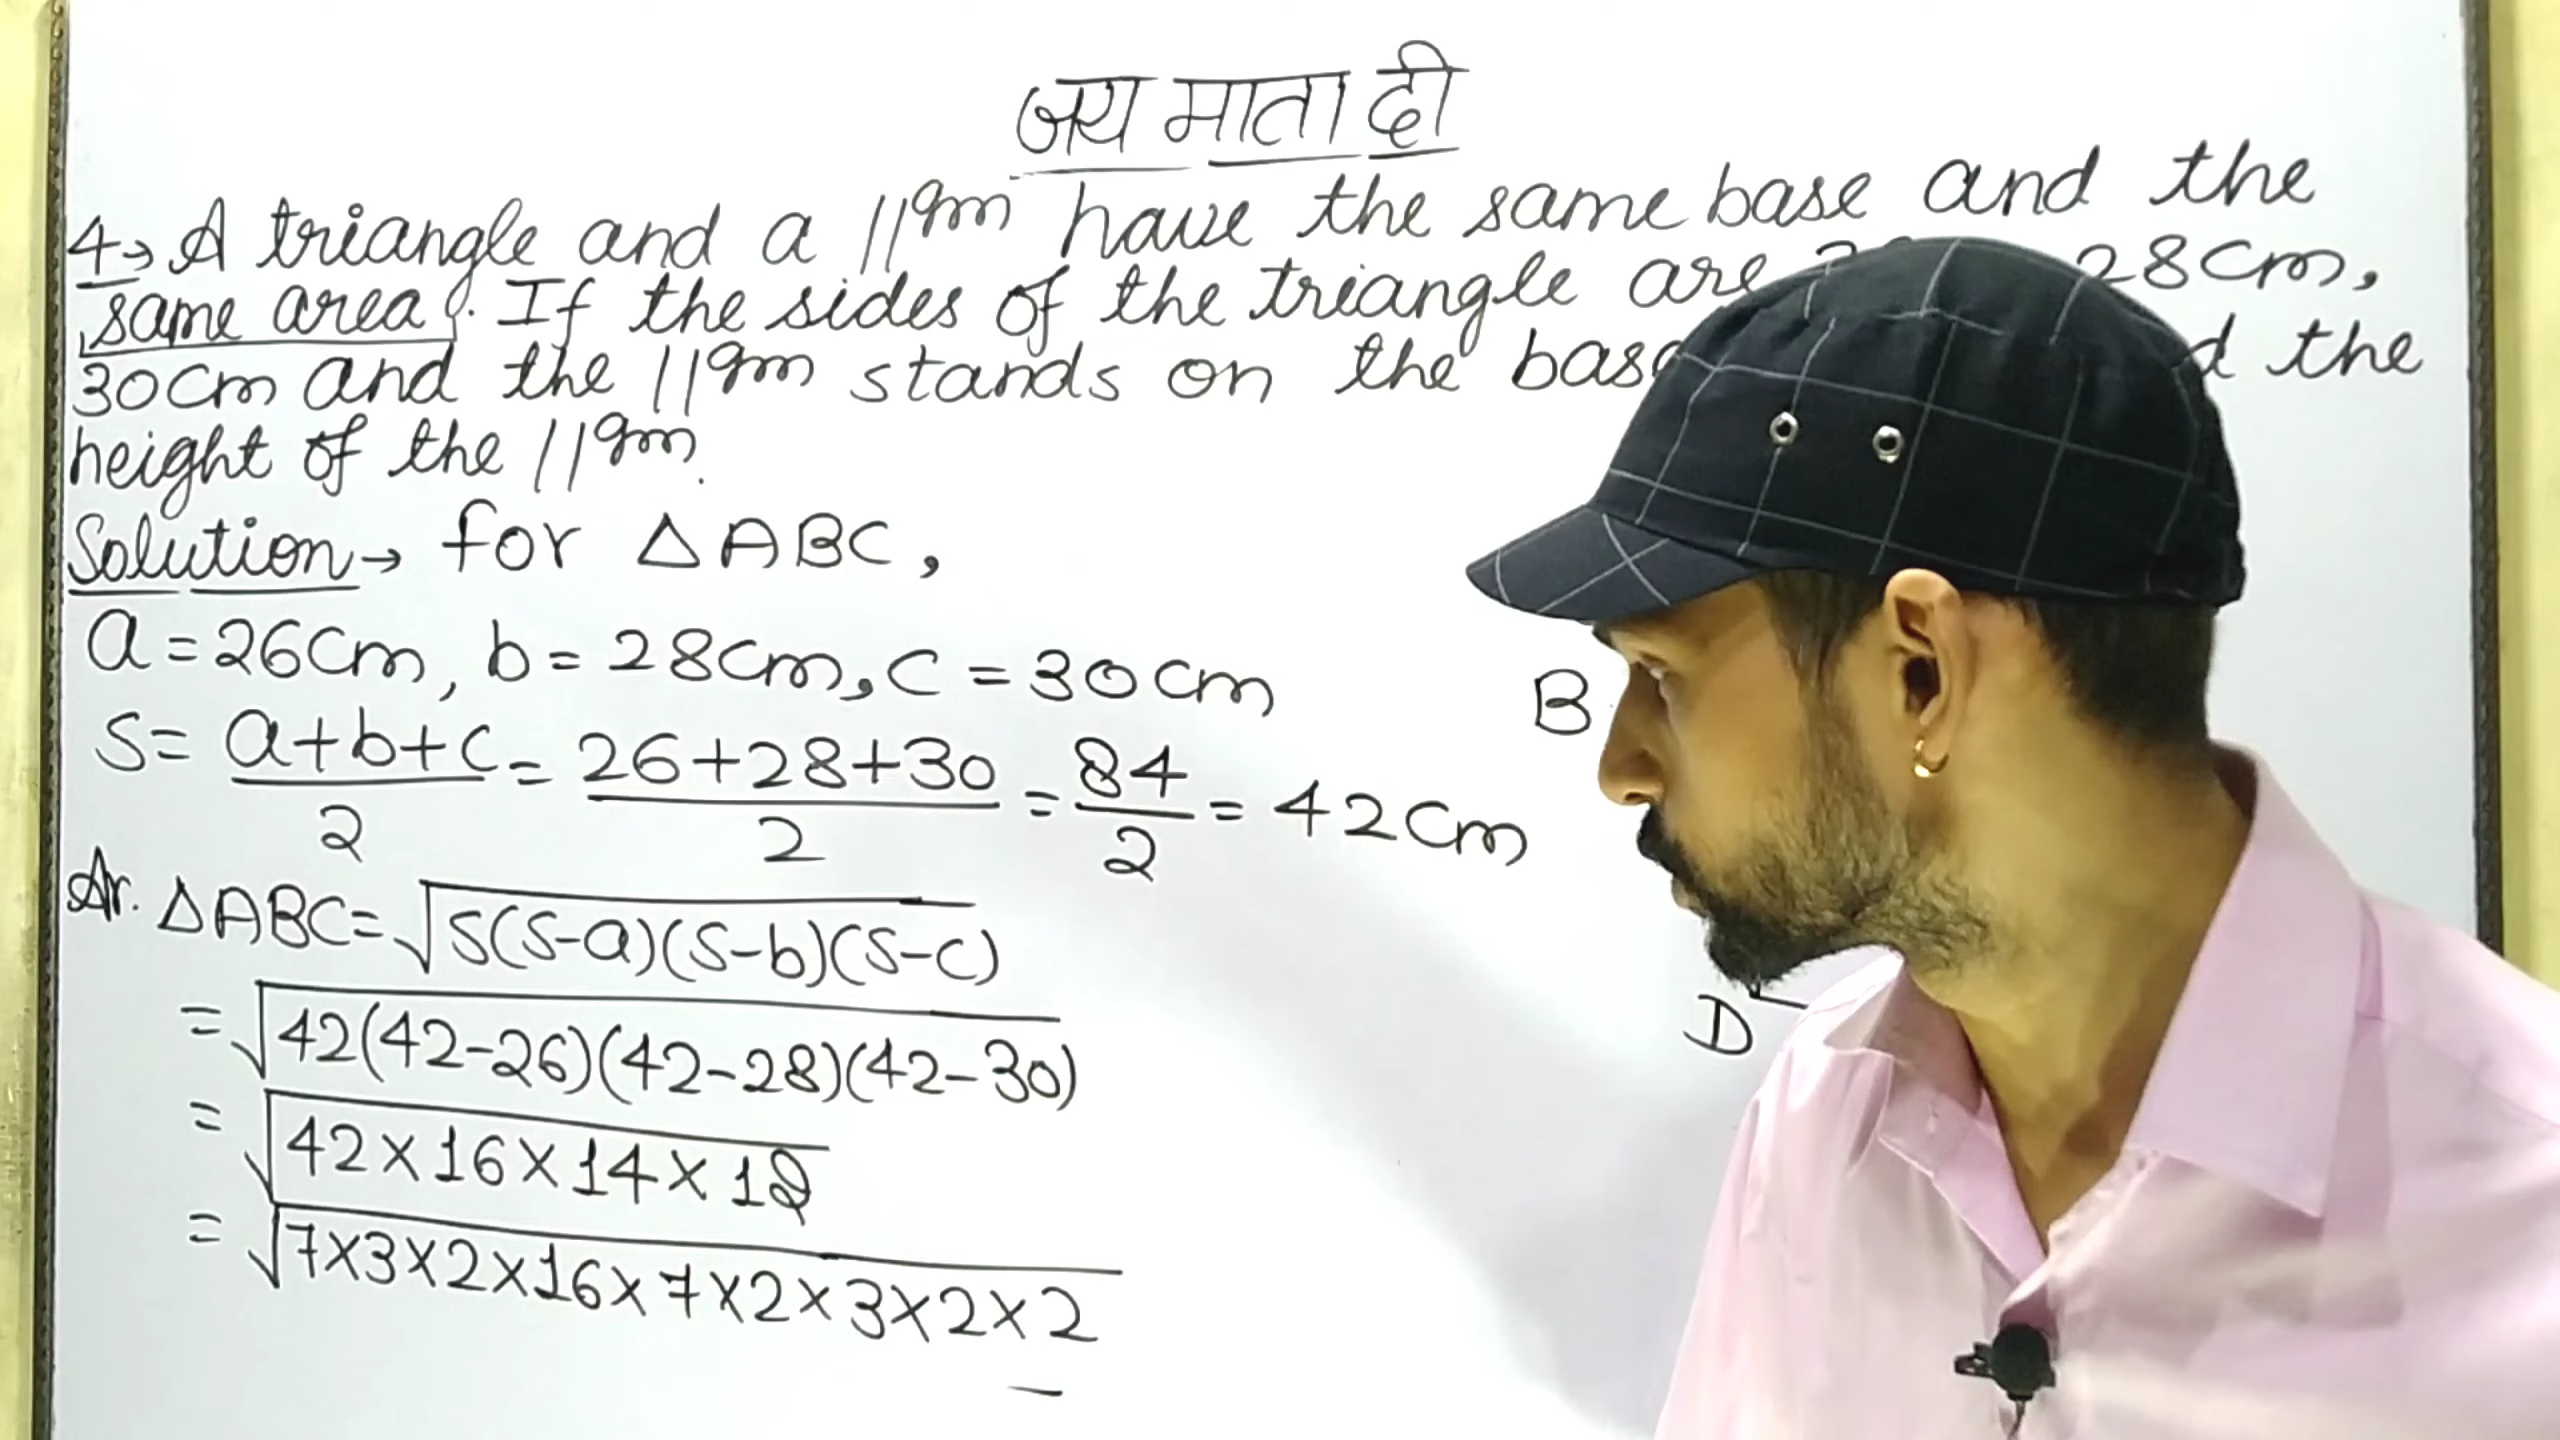 जय माता दी
4→ A triangle and a ||gm have the same base and the
same area. If the sides of the triangle are 28cm,
30cm and the ||gm stands on the the
height of the ||gm.
Solution→ for △ABC,
a = 26cm, b = 28cm, c = 30cm
S = a+b+c/2 = 26+28+30/2 = 84/2 = 42cm
Ar. △ABC = √S(S-a)(S-b)(S-c)
= √42(42-26)(42-28)(42-30)
= √42×16×14×12
= √7×3×2×16×7×2×3×2×2
B
D